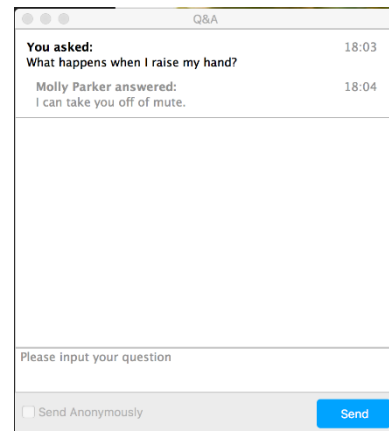 Q&A
You asked: 18:03
What happens when I raise my hand?
Molly Parker answered: 18:04
I can take you off of mute.
Please input your question
Send Anonymously Send